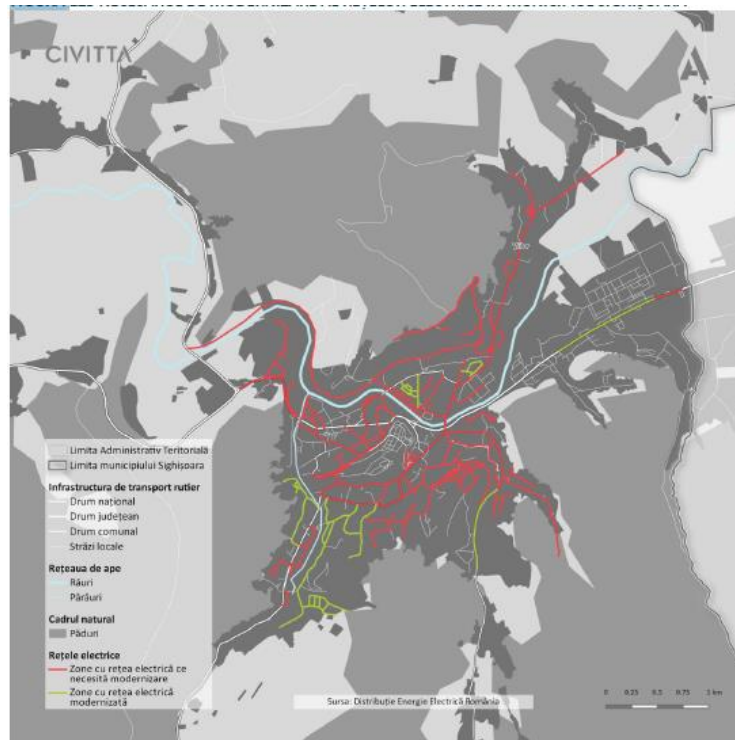 CIVITTA
Limita Administrativ Teritorială
Limita municipiului Sighișoara
Infrastructura de transport rutier
Drum național
Drum județean
Drum comunal
Străzi locale
Rețeaua de ape
Râuri
Pârâuri
Cadrul natural
Păduri
Rețele electrice
Zone cu rețea electrică ce
necesită modernizare
Zone cu rețea electrică
modernizată
Sursa: Distribuție Energie Electrică România
0 0.25 0.5 0.75 1 km